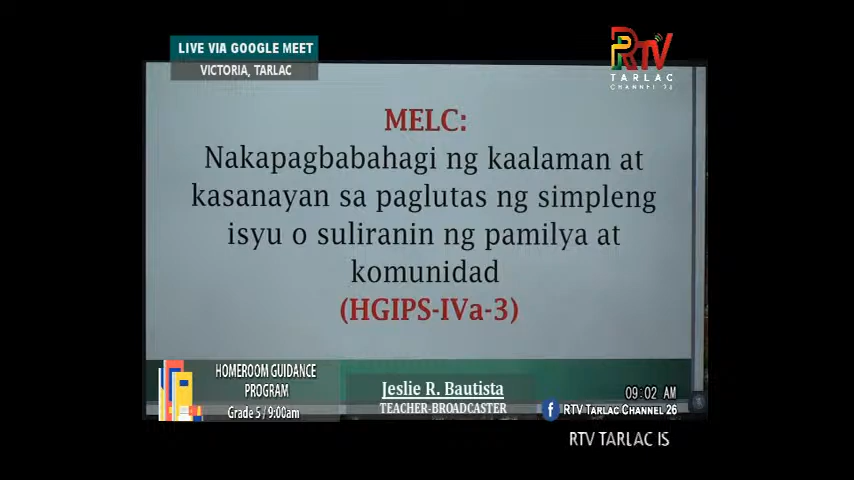 LIVE VIA GOOGLE MEET
VICTORIA, TARLAC
RTV
TARLAC
CHANNEL 26
MELC:
Nakapagbabahagi ng kaalaman at
kasanayan sa paglutas ng simpleng
isyu o suliranin ng pamilya at
komunidad
(HGIPS-IVa-3)
HOMEROOM GUIDANCE
PROGRAM
Grade 5 / 9:00am
Jeslie R. Bautista
TEACHER-BROADCASTER
09:02 AM
f RTV TARLAC CHANNEL 26
RTV TARLAC IS